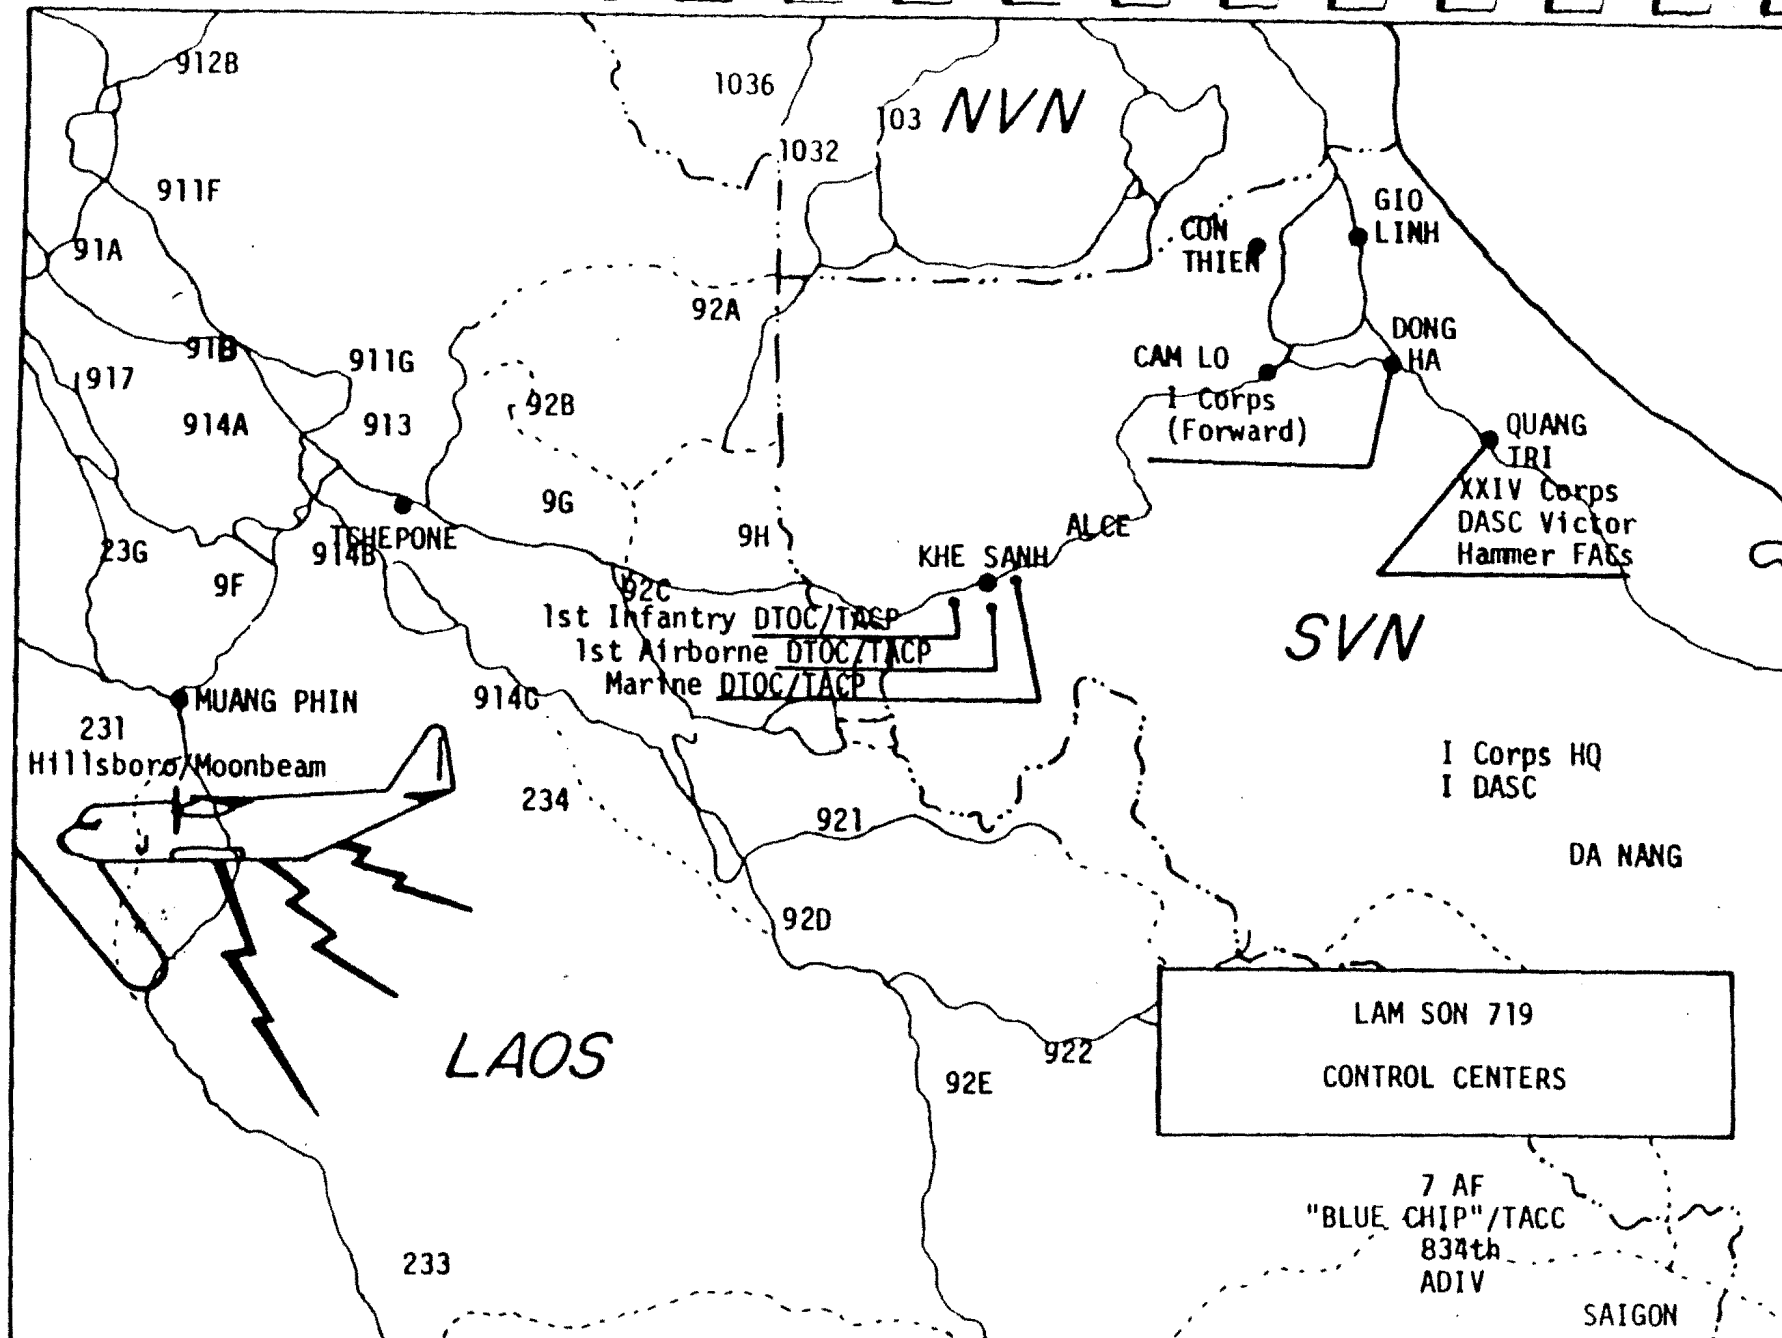 912B
1036
NVN
103
1032
911F
91A
GIO
LINH
CON
THIEN
92A
91B
911G
DONG
HA
CAM LO
917
92B
I Corps
(Forward)
914A
913
QUANG
TRI
XXIV Corps
DASC Victor
Hammer FACs
9G
9H
ALCE
TCHEPONE
23G
914B
KHE SANH
9F
92C
1st Infantry DTOC/TACP
1st Airborne DTOC/TACP
Marine DTOC/TACP
SVN
MUANG PHIN
914C
231
Hillsboro/Moonbeam
I Corps HQ
I DASC
234
921
DA NANG
92D
LAOS
LAM SON 719
CONTROL CENTERS
922
92E
7 AF
"BLUE CHIP"/TACC
834th
ADIV
233
SAIGON